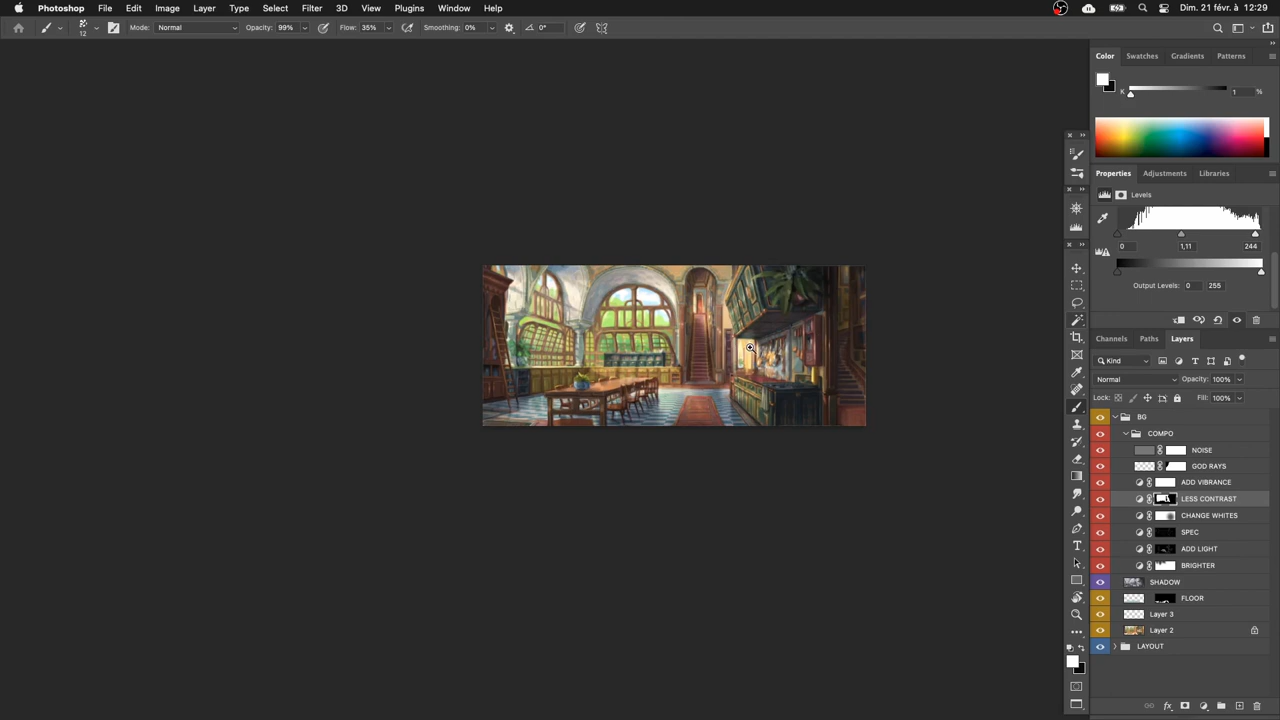 Photoshop File Edit Image Layer Type Select Filter 3D View Plugins Window Help Dim. 21 févr. à 12:29
12 Mode: Normal Opacity: 99% Flow: 35% Smoothing: 0% 0°
Color Swatches Gradients Patterns
K 1 %
Properties Adjustments Libraries
Levels
0 1,11 244
Output Levels: 0 255
Channels Paths Layers
Kind
Normal Opacity: 100%
Lock: Fill: 100%
BG
COMPO
NOISE
GOD RAYS
ADD VIBRANCE
LESS CONTRAST
CHANGE WHITES
SPEC
ADD LIGHT
BRIGHTER
SHADOW
FLOOR
Layer 3
Layer 2
LAYOUT